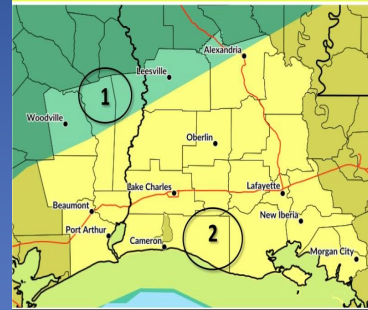 Alexandria
Leesville
1
Woodville
Oberlin
Lake Charles
Lafayette
Beaumont
New Iberia
Port Arthur
2
Cameron
Morgan City